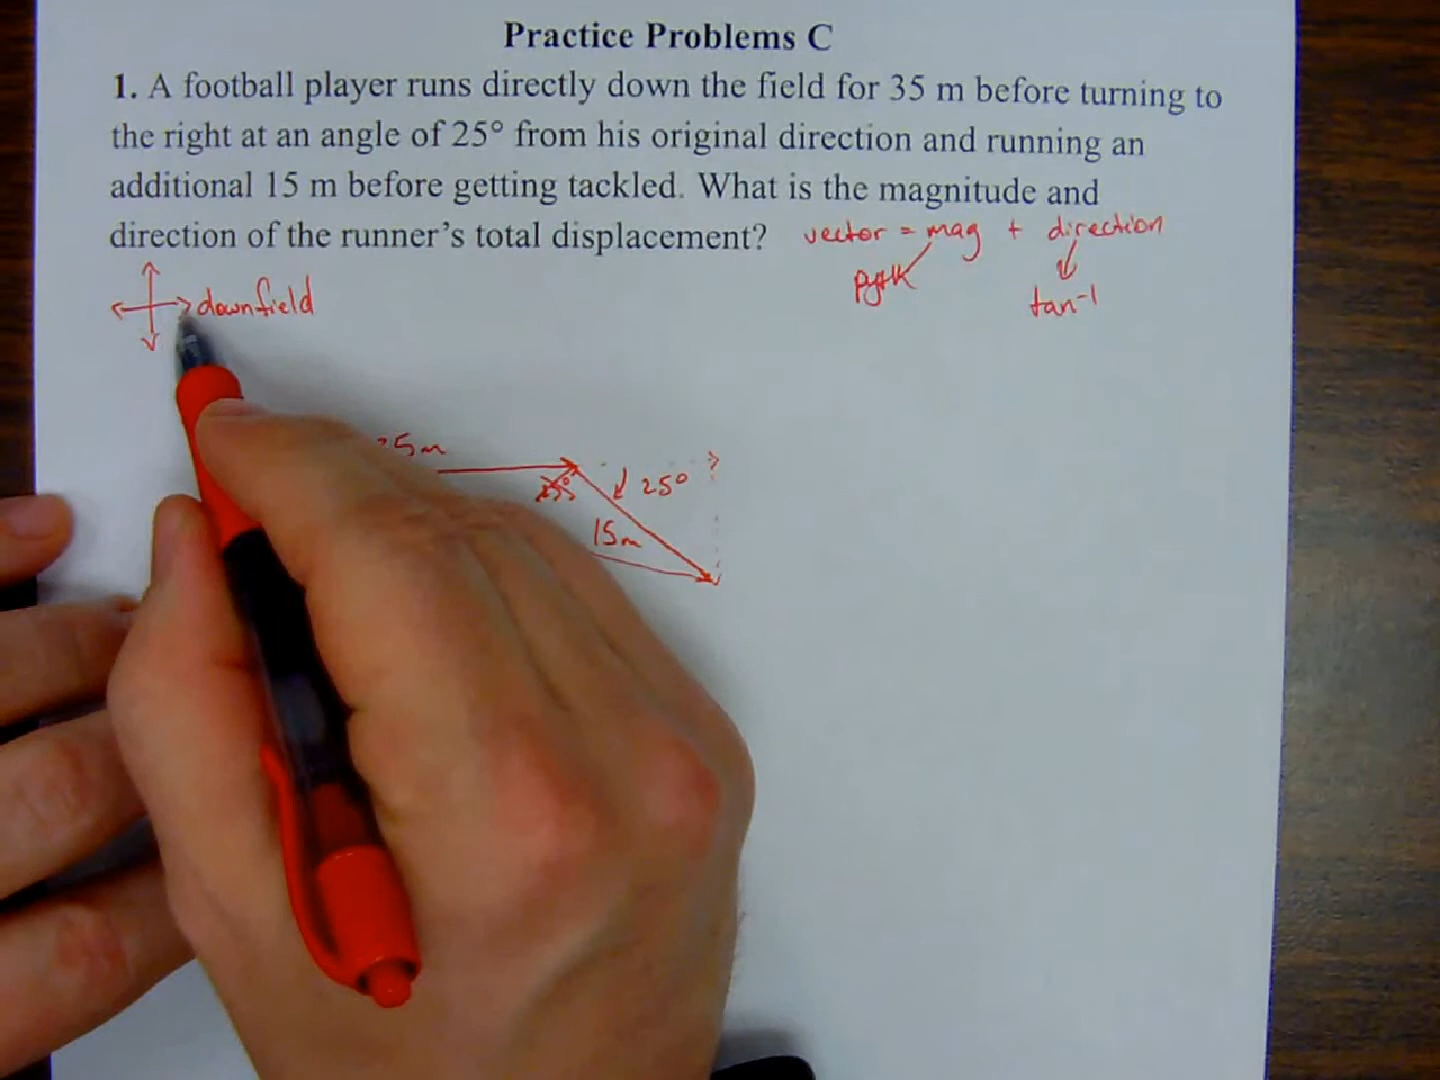 Practice Problems C
1. A football player runs directly down the field for 35 m before turning to
the right at an angle of 25° from his original direction and running an
additional 15 m before getting tackled. What is the magnitude and
direction of the runner's total displacement? vector = mag + direction
pyth
tan⁻¹
downfield
5m
25°
15m